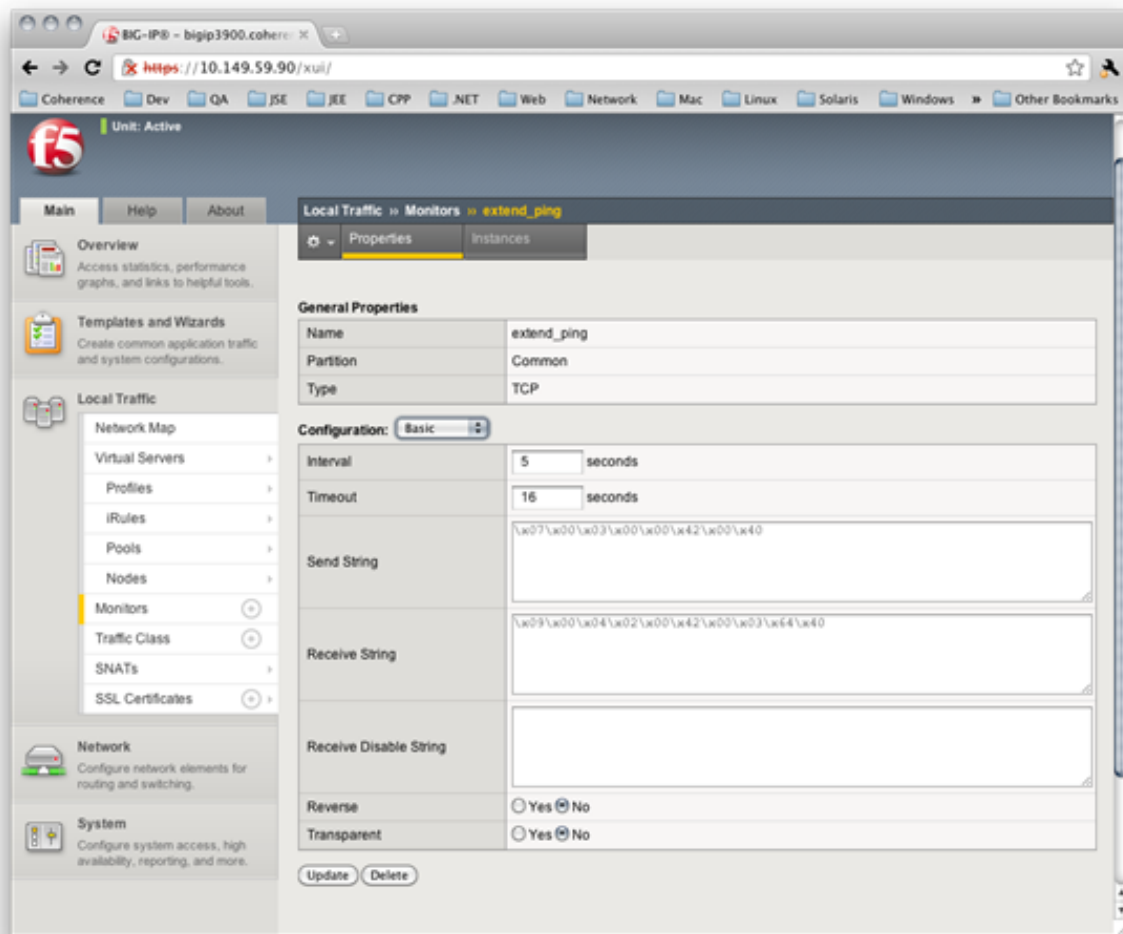 BIG-IP® - bigip3900.cohere
https://10.149.59.90/xui/
Coherence Dev QA JSE JEE CPP .NET Web Network Mac Linux Solaris Windows » Other Bookmarks
f5
Unit: Active
Main Help About
Overview
Access statistics, performance
graphs, and links to helpful tools.
Templates and Wizards
Create common application traffic
and system configurations.
Local Traffic
Network Map
Virtual Servers
Profiles
iRules
Pools
Nodes
Monitors
Traffic Class
SNATs
SSL Certificates
Network
Configure network elements for
routing and switching.
System
Configure system access, high
availability, reporting, and more.
Local Traffic » Monitors » extend_ping
Properties Instances
General Properties
Name extend_ping
Partition Common
Type TCP
Configuration: Basic
Interval 5 seconds
Timeout 16 seconds
Send String \x07\x00\x03\x00\x00\x42\x00\x40
Receive String \x09\x00\x04\x02\x00\x42\x00\x03\x64\x40
Receive Disable String
Reverse Yes No
Transparent Yes No
Update Delete